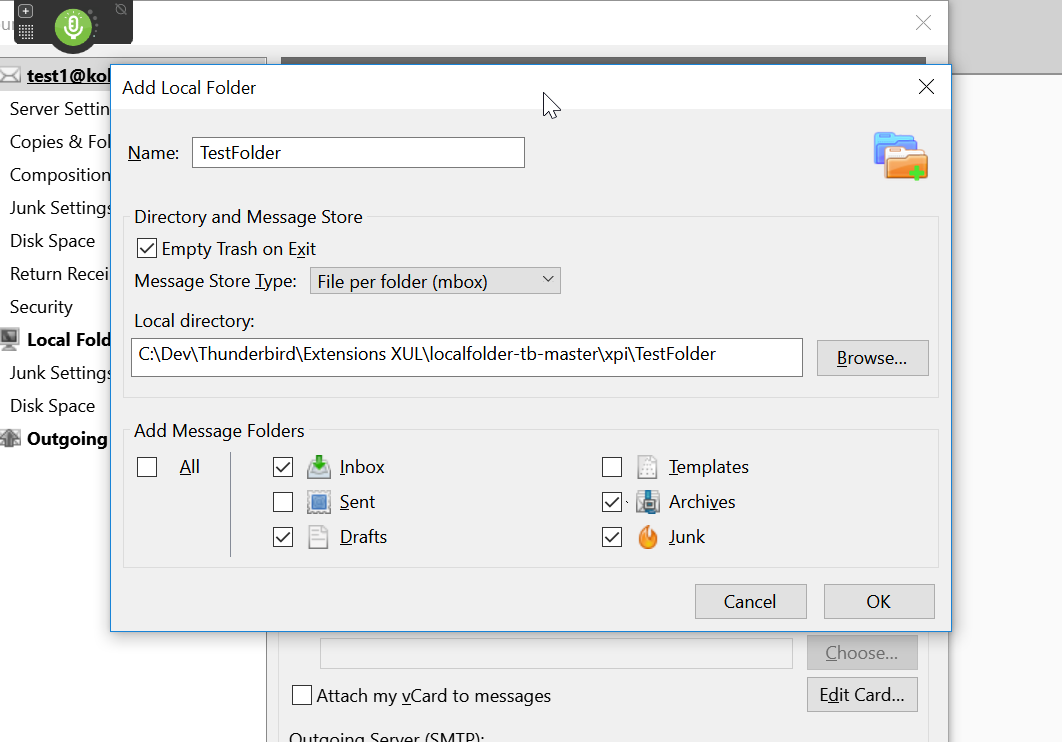 test1@kol
Server Settin
Copies & Fol
Composition
Junk Settings
Disk Space
Return Recei
Security
Local Fold
Junk Settings
Disk Space
Outgoing
Add Local Folder
Name: TestFolder
Directory and Message Store
Empty Trash on Exit
Message Store Type: File per folder (mbox)
Local directory:
C:\Dev\Thunderbird\Extensions XUL\localfolder-tb-master\xpi\TestFolder
Browse...
Add Message Folders
All Inbox Templates
Sent Archives
Drafts Junk
Cancel OK
Choose...
Attach my vCard to messages Edit Card...
Outgoing Server (SMTP):